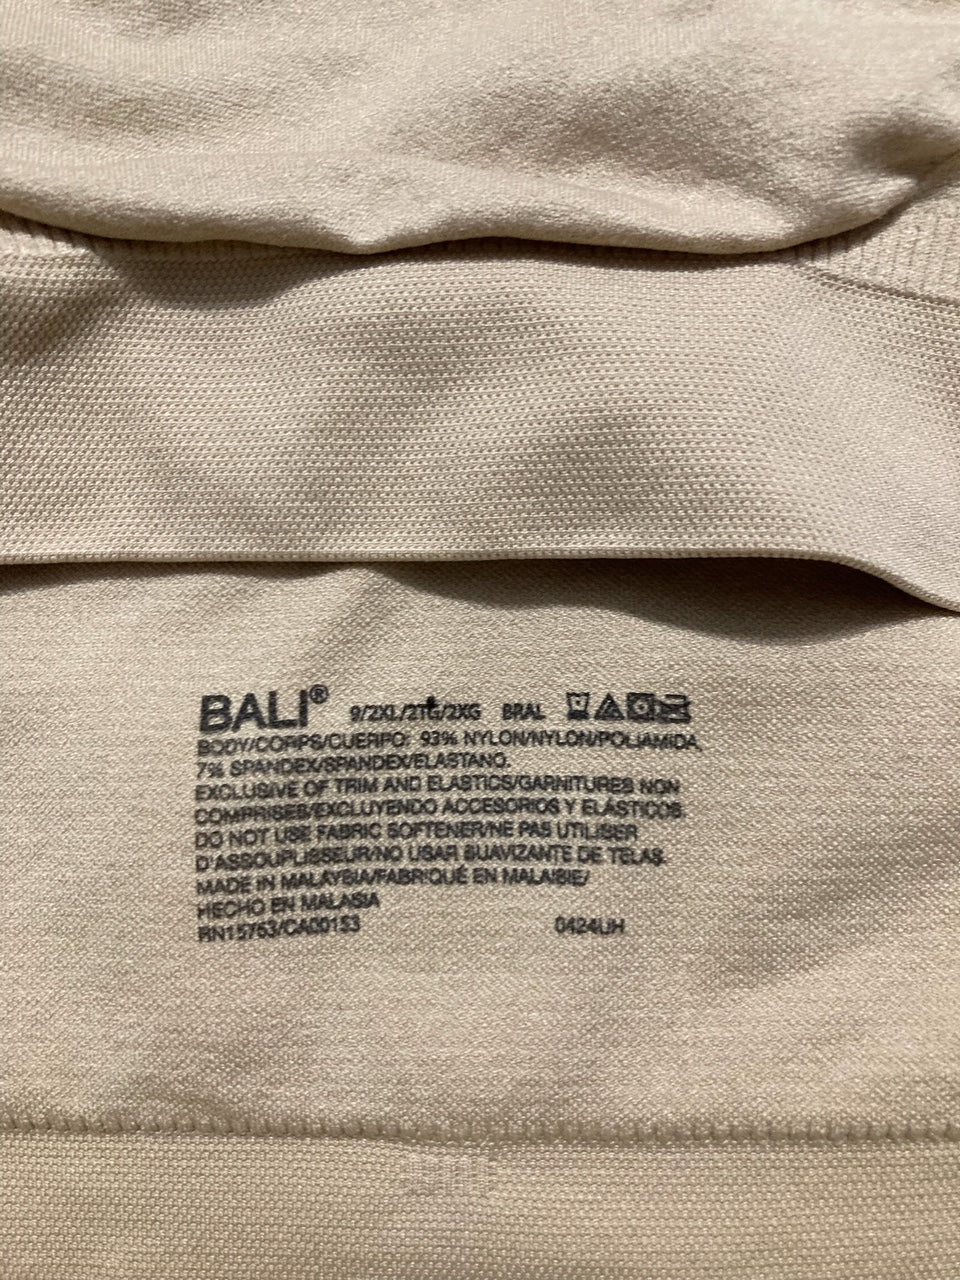 BALI® 9/2XL/2TG/2XG BRAL
BODY/CORPS/CUERPO: 93% NYLON/NYLON/POLIAMIDA,
7% SPANDEX/SPANDEX/ELASTANO.
EXCLUSIVE OF TRIM AND ELASTICS/GARNITURES NON
COMPRISES/EXCLUYENDO ACCESORIOS Y ELÁSTICOS.
DO NOT USE FABRIC SOFTENER/NE PAS UTILISER
D'ASSOUPLISSEUR/NO USAR SUAVIZANTE DE TELAS.
MADE IN MALAYSIA/FABRIQUÉ EN MALAISIE/
HECHO EN MALASIA
RN15763/CA00153 0424UH